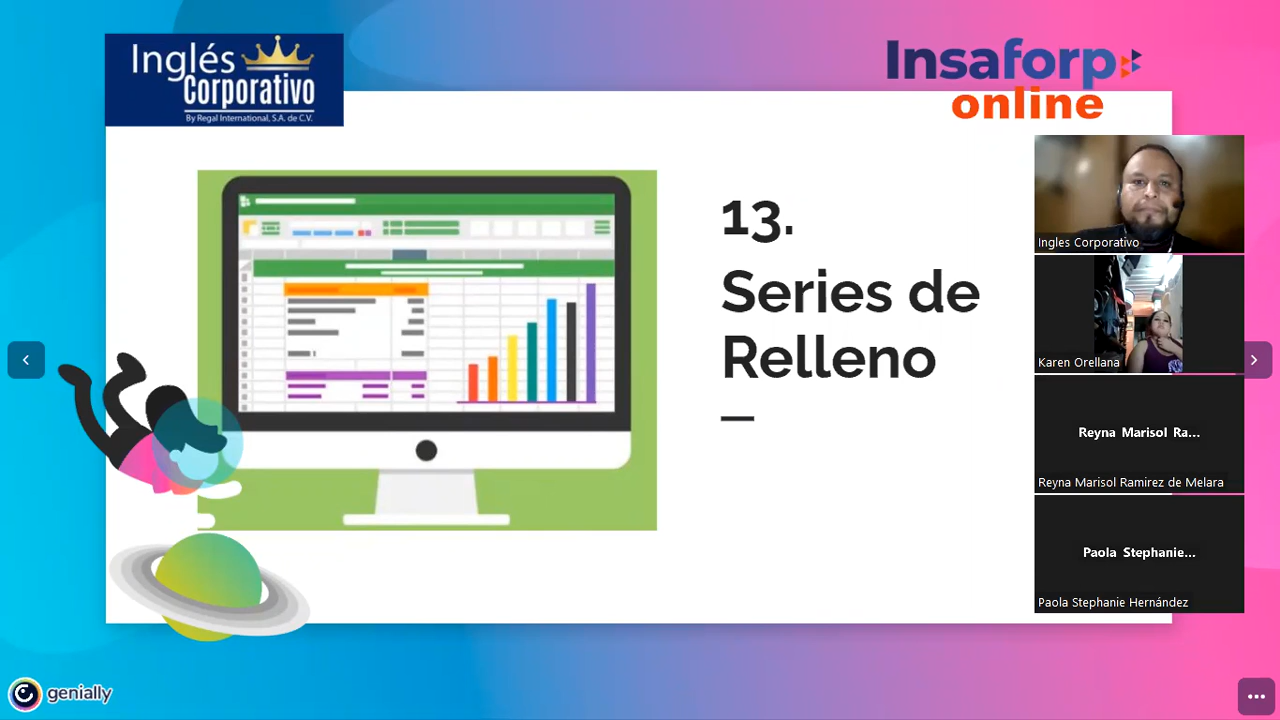 Inglés
Corporativo
By Regal International, S.A. de C.V.
Insaforp
online
13.
Series de
Relleno
Ingles Corporativo
Karen Orellana
Reyna Marisol Ra...
Reyna Marisol Ramirez de Melara
Paola Stephanie...
Paola Stephanie Hernández
genially